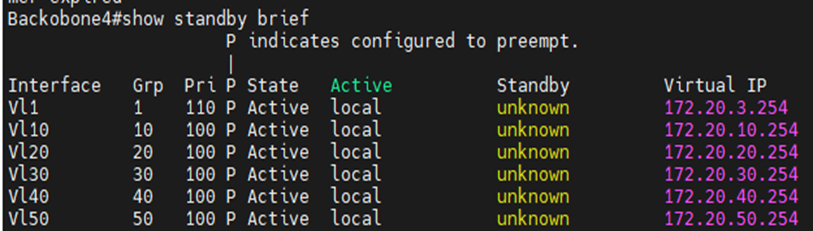 Backobone4#show standby brief
P indicates configured to preempt.
|
Interface Grp Pri P State Active Standby Virtual IP
Vl1 1 110 P Active local unknown 172.20.3.254
Vl10 10 100 P Active local unknown 172.20.10.254
Vl20 20 100 P Active local unknown 172.20.20.254
Vl30 30 100 P Active local unknown 172.20.30.254
Vl40 40 100 P Active local unknown 172.20.40.254
Vl50 50 100 P Active local unknown 172.20.50.254